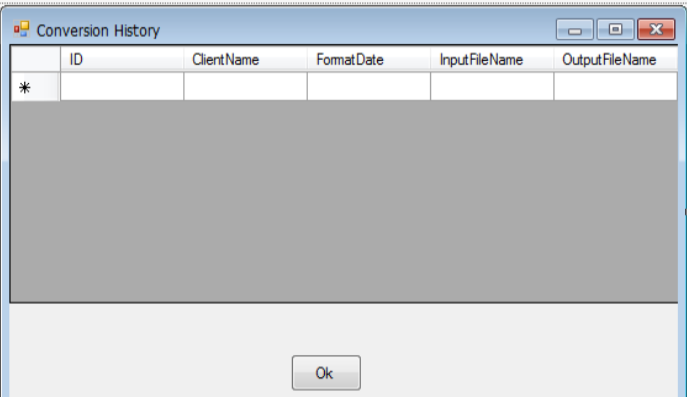 Conversion History
ID ClientName FormatDate InputFileName OutputFileName
Ok